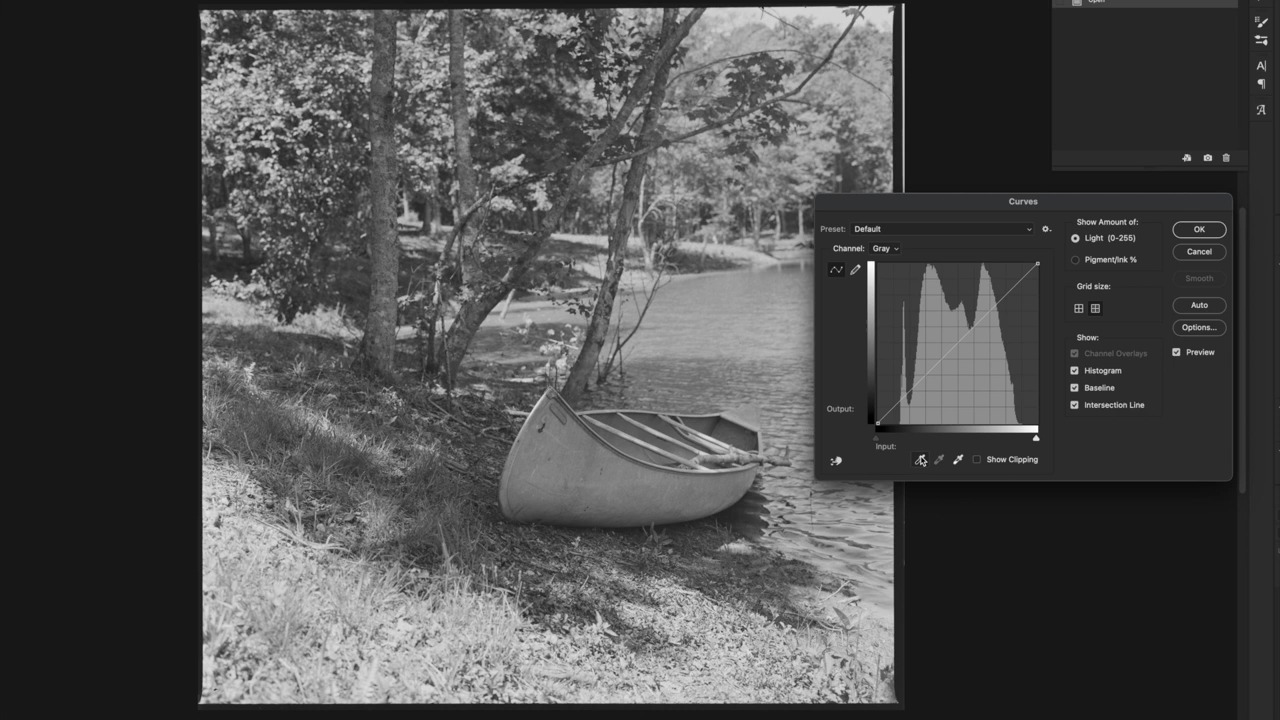 Open
Curves
Preset: Default
Channel: Gray
Output:
Input:
Show Clipping
Show Amount of:
Light (0-255)
Pigment/Ink %
Grid size:
Show:
Channel Overlays
Histogram
Baseline
Intersection Line
OK
Cancel
Smooth
Auto
Options...
Preview
A
A